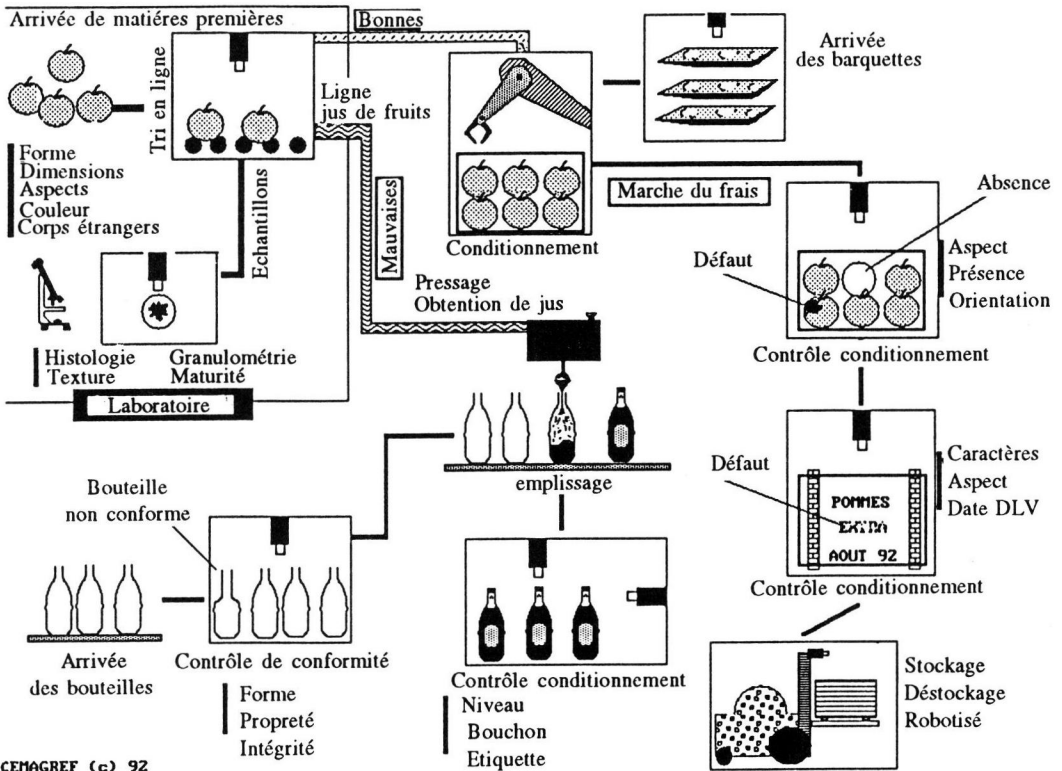 Arrivée de matiéres premières
Bonnes
Tri en ligne
Ligne
jus de fruits
Arrivée
des barquettes
Forme
Dimensions
Aspects
Couleur
Corps étrangers
Echantillons
Mauvaises
Conditionnement
Marche du frais
Absence
Défaut
Aspect
Présence
Orientation
Contrôle conditionnement
Pressage
Obtention de jus
Histologie
Texture
Granulométrie
Maturité
Laboratoire
emplissage
Défaut
Caractères
Aspect
Date DLV
POMMES
EXTRA
AOUT 92
Contrôle conditionnement
Bouteille
non conforme
Arrivée
des bouteilles
Contrôle de conformité
Forme
Propreté
Intégrité
Contrôle conditionnement
Niveau
Bouchon
Etiquette
Stockage
Déstockage
Robotisé
CEMAGREF (c) 92